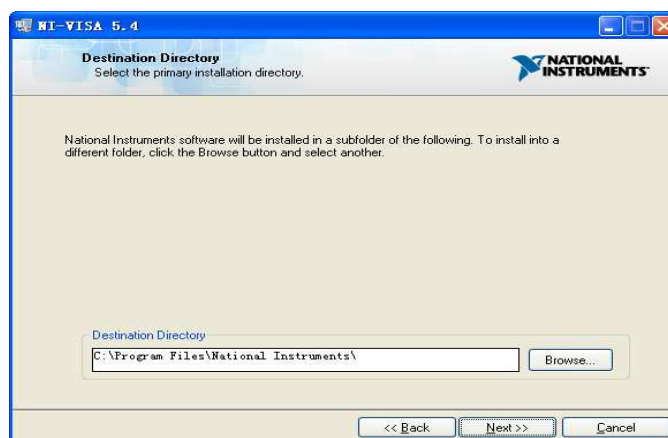 NI-VISA 5.4
Destination Directory
Select the primary installation directory.
NATIONAL
INSTRUMENTS™
National Instruments software will be installed in a subfolder of the following. To install into a
different folder, click the Browse button and select another.
Destination Directory
C:\Program Files\National Instruments\
Browse...
<< Back
Next >>
Cancel